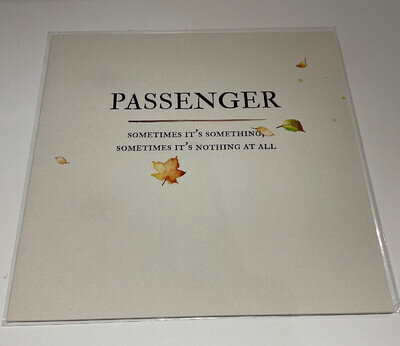 PASSENGER
SOMETIMES IT'S SOMETHING,
SOMETIMES IT'S NOTHING AT ALL